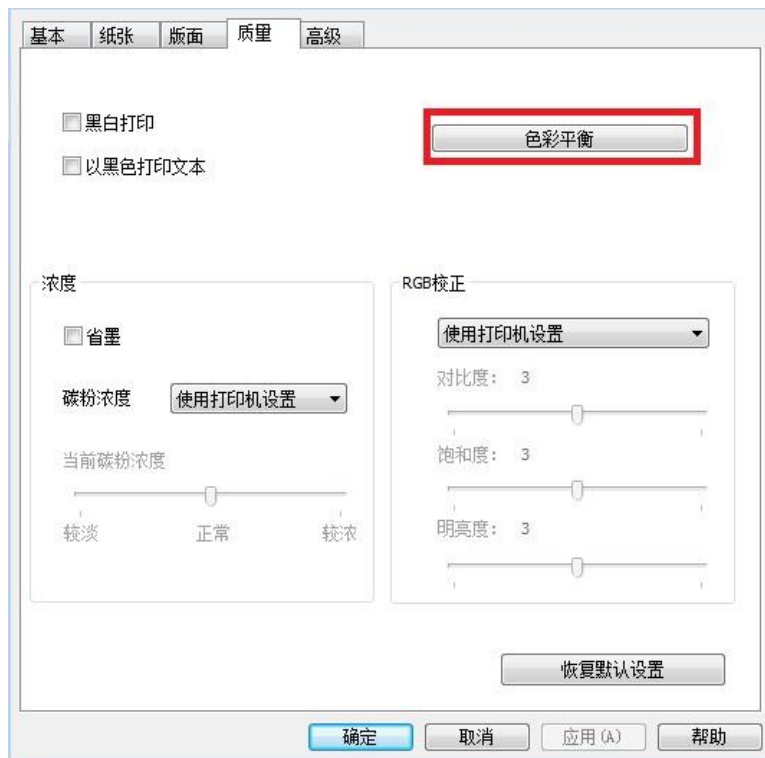 基本 纸张 版面 质量 高级
黑白打印
色彩平衡
以黑色打印文本
浓度
省墨
碳粉浓度 使用打印机设置
当前碳粉浓度
较淡 正常 较浓
RGB校正
使用打印机设置
对比度: 3
饱和度: 3
明亮度: 3
恢复默认设置
确定 取消 应用(A) 帮助